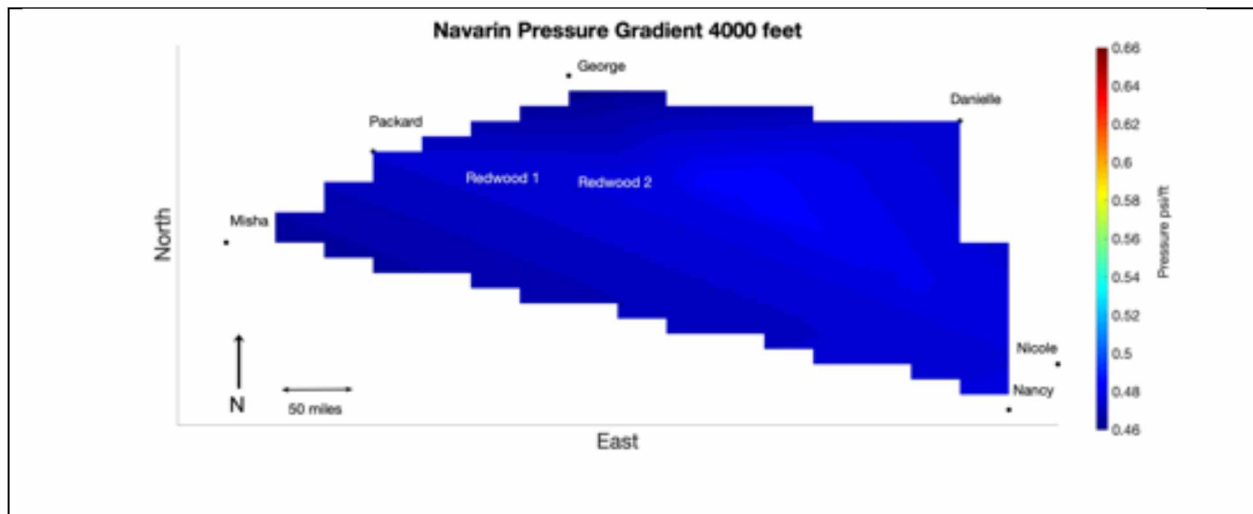 Navarin Pressure Gradient 4000 feet
George
Danielle
Packard
Redwood 1
Redwood 2
Misha
Nicole
Nancy
N
50 miles
North
East
0.66
0.64
0.62
0.6
0.58
0.56
0.54
0.52
0.5
0.48
0.46
Pressure psi/ft